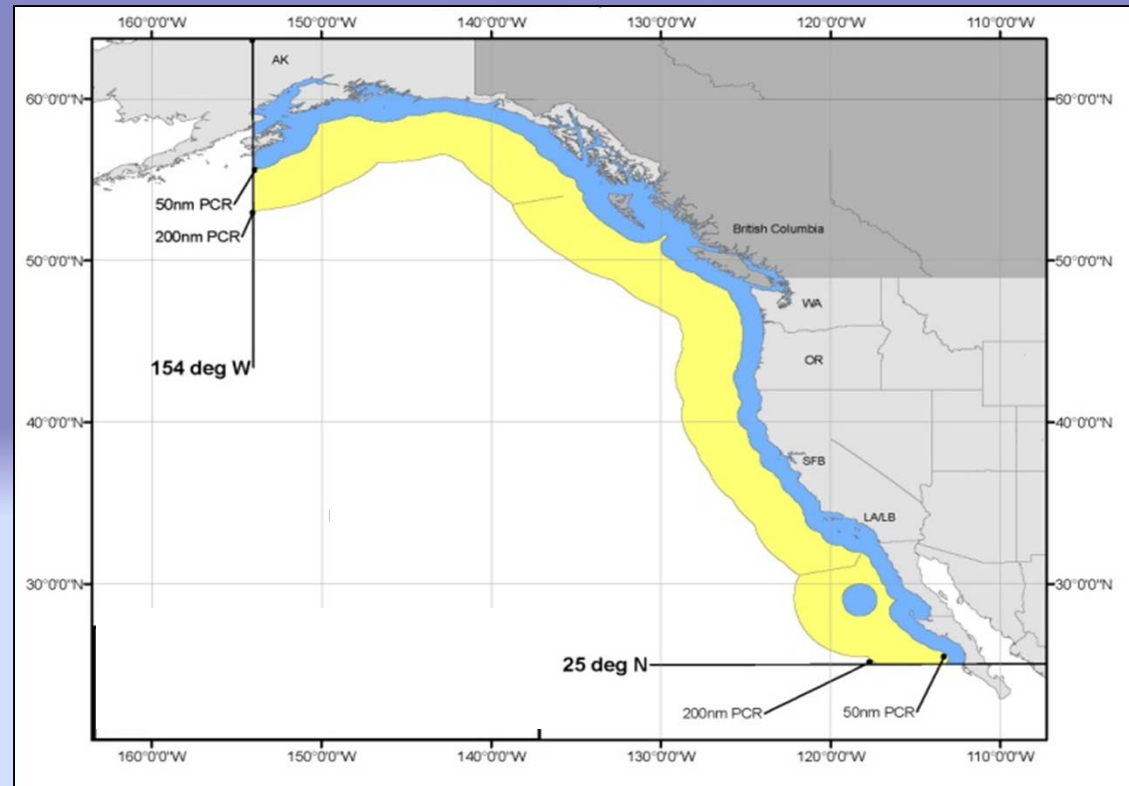 160°0'0"W 150°0'0"W 140°0'0"W 130°0'0"W 120°0'0"W 110°0'0"W
AK
60°0'0"N 60°0'0"N
50nm PCR
British Columbia
200nm PCR
50°0'0"N 50°0'0"N
WA
OR
154 deg W
40°0'0"N 40°0'0"N
SFB
LA/LB
30°0'0"N 30°0'0"N
25 deg N
200nm PCR 50nm PCR
160°0'0"W 150°0'0"W 140°0'0"W 130°0'0"W 120°0'0"W 110°0'0"W